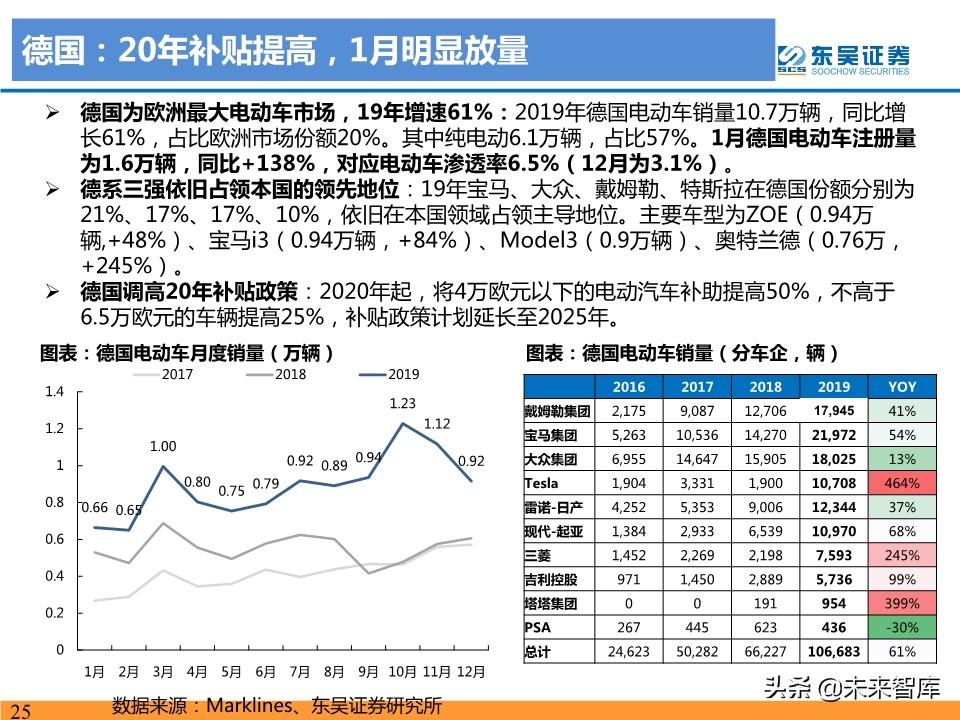 德国：20年补贴提高，1月明显放量
SCS
东吴证券
SOOCHOW SECURITIES
➢ 德国为欧洲最大电动车市场，19年增速61%：2019年德国电动车销量10.7万辆，同比增
长61%，占比欧洲市场份额20%。其中纯电动6.1万辆，占比57%。1月德国电动车注册量
为1.6万辆，同比+138%，对应电动车渗透率6.5%（12月为3.1%）。
➢ 德系三强依旧占领本国的领先地位：19年宝马、大众、戴姆勒、特斯拉在德国份额分别为
21%、17%、17%、10%，依旧在本国领域占领主导地位。主要车型为ZOE（0.94万
辆,+48%）、宝马i3（0.94万辆，+84%）、Model3（0.9万辆）、奥特兰德（0.76万，
+245%）。
➢ 德国调高20年补贴政策：2020年起，将4万欧元以下的电动汽车补助提高50%，不高于
6.5万欧元的车辆提高25%，补贴政策计划延长至2025年。
图表：德国电动车月度销量（万辆）
2017 2018 2019
1.4
1.2
1
0.8
0.6
0.4
0.2
0
0.66 0.65 1.00 0.80 0.75 0.79 0.92 0.89 0.94 1.23 1.12 0.92
1月 2月 3月 4月 5月 6月 7月 8月 9月 10月 11月 12月
图表：德国电动车销量（分车企，辆）
2016 2017 2018 2019 YOY
戴姆勒集团 2,175 9,087 12,706 17,945 41%
宝马集团 5,263 10,536 14,270 21,972 54%
大众集团 6,955 14,647 15,905 18,025 13%
Tesla 1,904 3,331 1,900 10,708 464%
雷诺-日产 4,252 5,353 9,006 12,344 37%
现代-起亚 1,384 2,933 6,539 10,970 68%
三菱 1,452 2,269 2,198 7,593 245%
吉利控股 971 1,450 2,889 5,736 99%
塔塔集团 0 0 191 954 399%
PSA 267 445 623 436 -30%
总计 24,623 50,282 66,227 106,683 61%
头条 @未来智库
25
数据来源：Marklines、东吴证券研究所